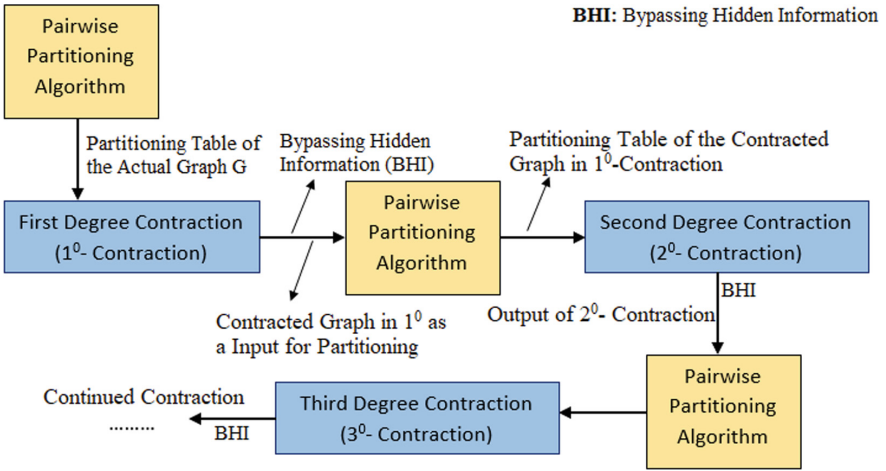 BHI: Bypassing Hidden Information
Pairwise
Partitioning
Algorithm
Partitioning Table of
the Actual Graph G
Bypassing Hidden
Information (BHI)
Partitioning Table of the Contracted
Graph in 1⁰-Contraction
First Degree Contraction
(1⁰- Contraction)
Pairwise
Partitioning
Algorithm
Second Degree Contraction
(2⁰- Contraction)
Contracted Graph in 1⁰ as
a Input for Partitioning
BHI
Output of 2⁰- Contraction
Pairwise
Partitioning
Algorithm
Third Degree Contraction
(3⁰- Contraction)
Continued Contraction
.........
BHI